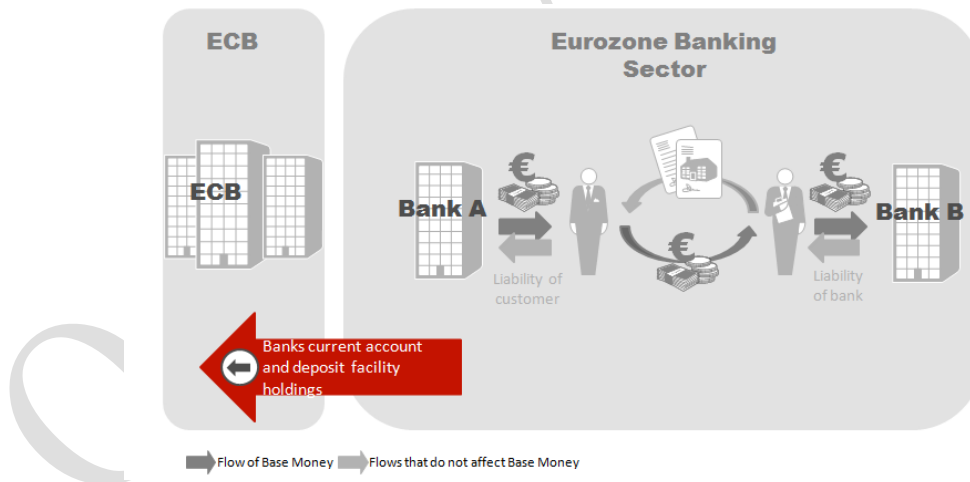 ECB
Eurozone Banking
Sector
ECB
Bank A
€
€
€
Bank B
Liability of
customer
Liability
of bank
Banks current account
and deposit facility
holdings
Flow of Base Money
Flows that do not affect Base Money